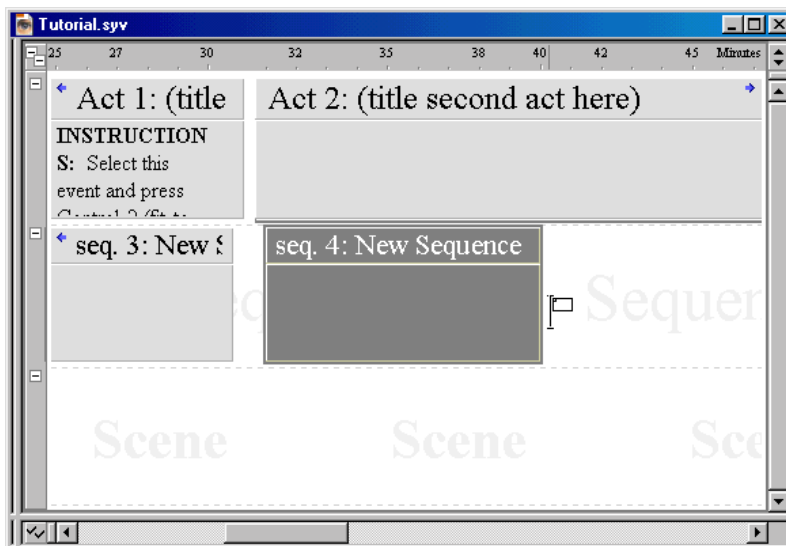 Tutorial.syv
25 27 30 32 35 38 40 42 45 Minutes
Act 1: (title
Act 2: (title second act here)
INSTRUCTION
S: Select this
event and press
seq. 3: New
seq. 4: New Sequence
Sequen
Scene Scene Sce